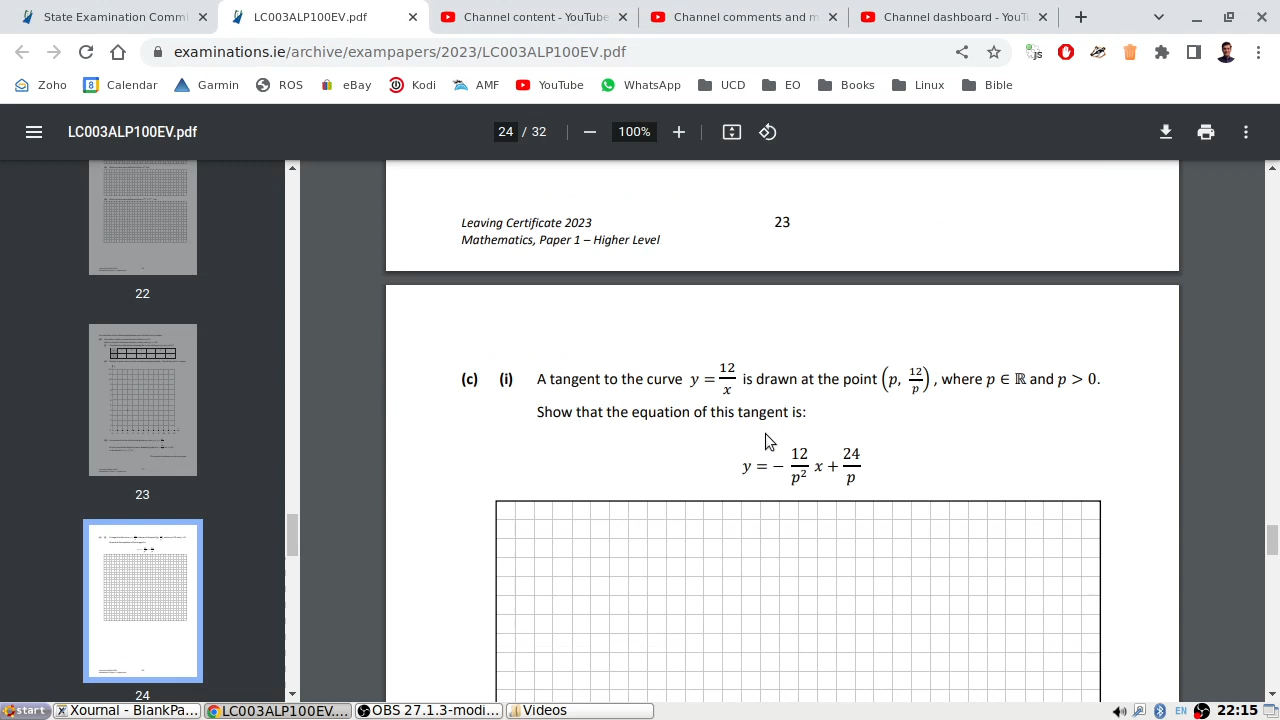 State Examination Commi
LC003ALP100EV.pdf
Channel content - YouTube
Channel comments and m
Channel dashboard - YouTu
examinations.ie/archive/exampapers/2023/LC003ALP100EV.pdf
Zoho
Calendar
Garmin
ROS
eBay
Kodi
AMF
YouTube
WhatsApp
UCD
EO
Books
Linux
Bible
LC003ALP100EV.pdf
24 / 32
100%
22
23
24
Leaving Certificate 2023
23
Mathematics, Paper 1 – Higher Level
(c) (i) A tangent to the curve y = 12/x is drawn at the point (p, 12/p), where p ∈ ℝ and p > 0.
Show that the equation of this tangent is:
y = − 12/p² x + 24/p
start
Xournal - BlankPa...
LC003ALP100EV....
OBS 27.1.3-modi...
Videos
EN
22:15